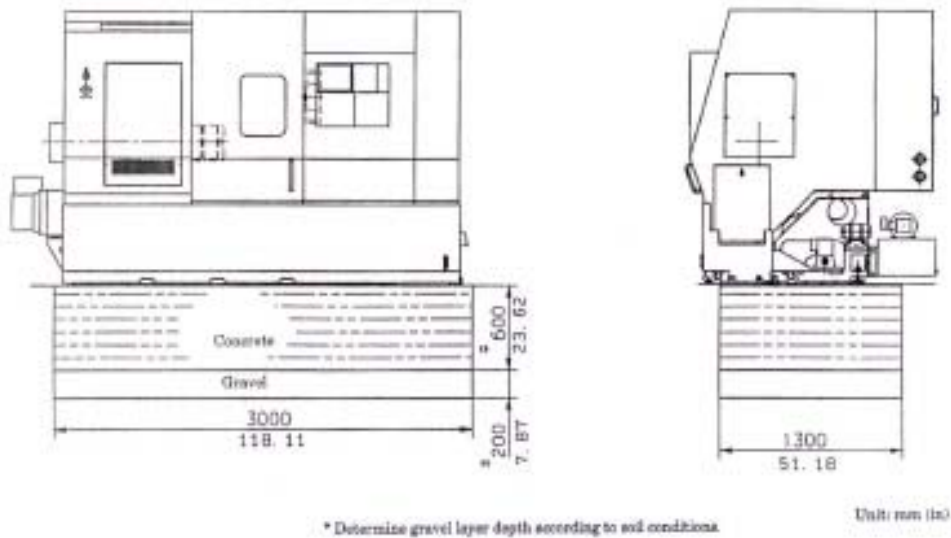 Concrete
Gravel
* 600
23. 62
3000
118. 11
* 200
7. 87
1300
51. 18
* Determine gravel layer depth according to soil conditions
Unit: mm (in)